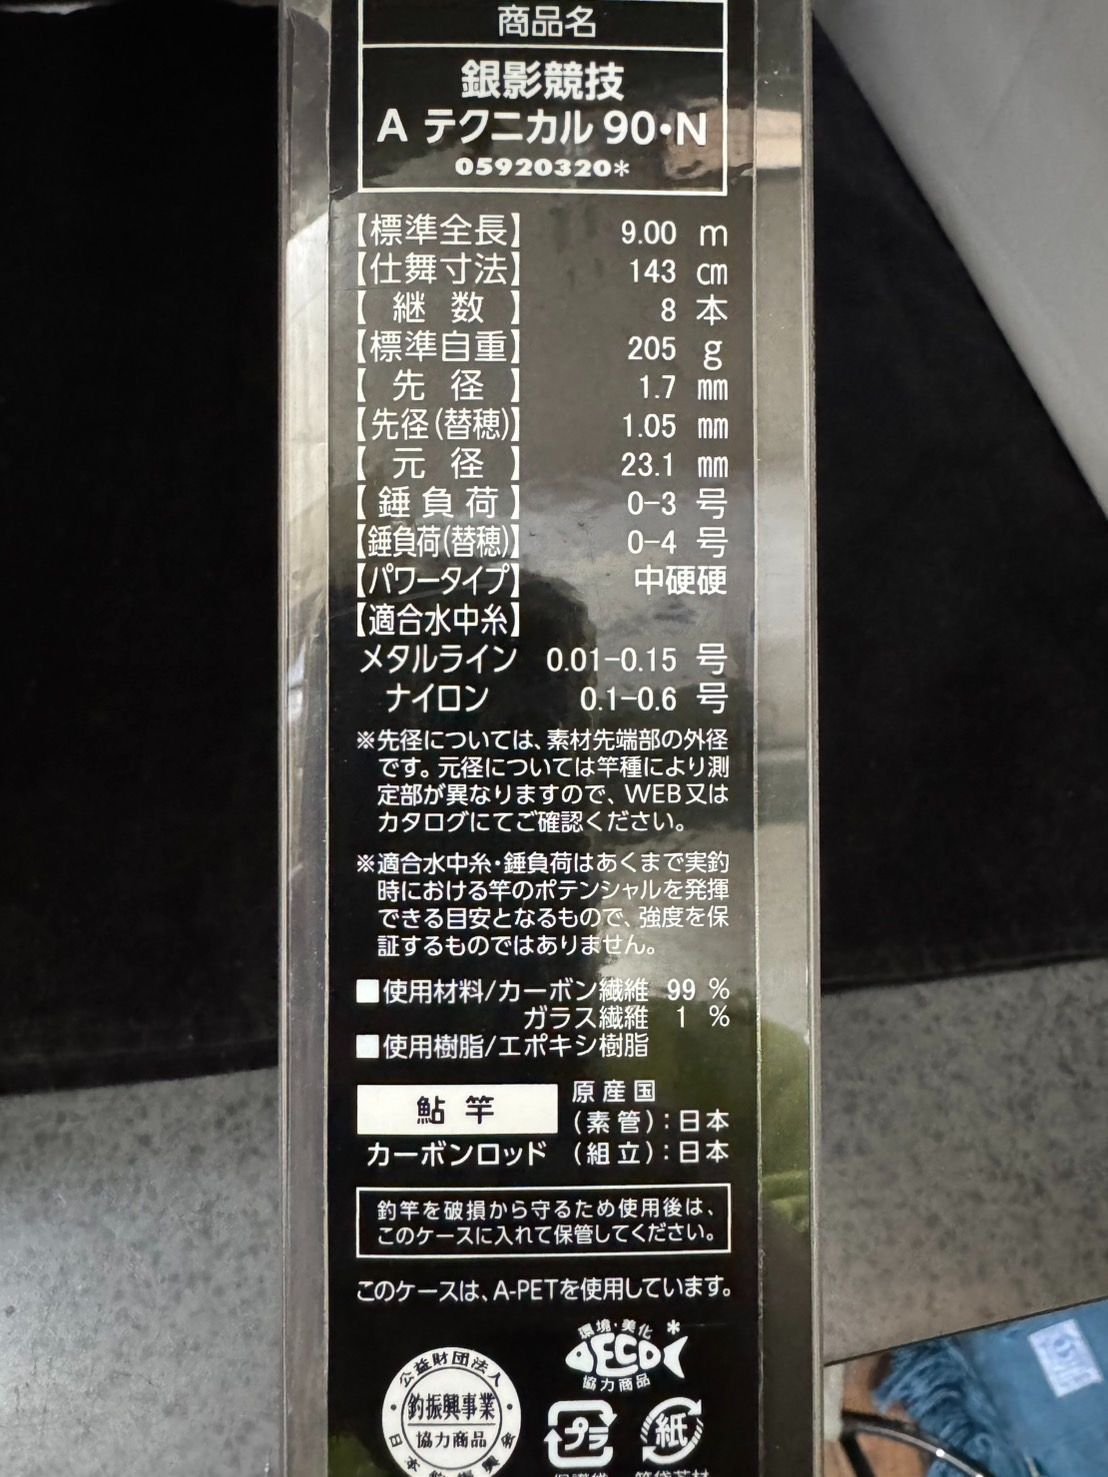 商品名
銀影競技
A テクニカル 90・N
05920320*
【標準全長】 9.00 m
【仕舞寸法】 143 cm
【継数】 8 本
【標準自重】 205 g
【先径】 1.7 mm
【先径(替穂)】 1.05 mm
【元径】 23.1 mm
【錘負荷】 0-3 号
【錘負荷(替穂)】 0-4 号
【パワータイプ】 中硬硬
【適合水中糸】
メタルライン 0.01-0.15 号
ナイロン 0.1-0.6 号
※先径については、素材先端部の外径
です。元径については竿種により測
定部が異なりますので、WEB又は
カタログにてご確認ください。
※適合水中糸・錘負荷はあくまで実釣
時における竿のポテンシャルを発揮
できる目安となるもので、強度を保
証するものではありません。
■使用材料/カーボン繊維 99 %
ガラス繊維 1 %
■使用樹脂/エポキシ樹脂
鮎竿 原産国
(素管):日本
カーボンロッド (組立):日本
釣竿を破損から守るため使用後は、
このケースに入れて保管してください。
このケースは、A-PETを使用しています。
環境・美化*
ECO
協力商品
公益財団法人
釣振興事業
協力商品
プラ 紙